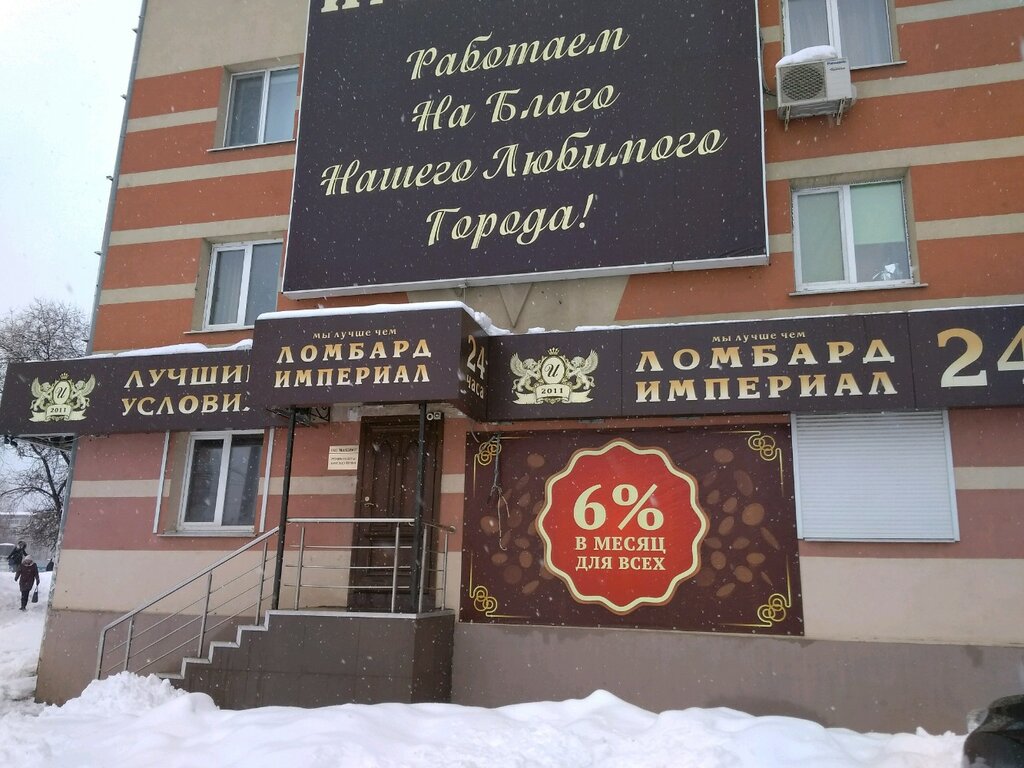 Работаем
На Благо
Нашего Любимого
Города!
мы лучше чем
ЛОМБАРД
ИМПЕРИАЛ
24
часа
И
2011
ЛУЧШИ
УСЛОВИ
И
2011
мы лучше чем
ЛОМБАРД
ИМПЕРИАЛ
24
6%
В МЕСЯЦ
ДЛЯ ВСЕХ